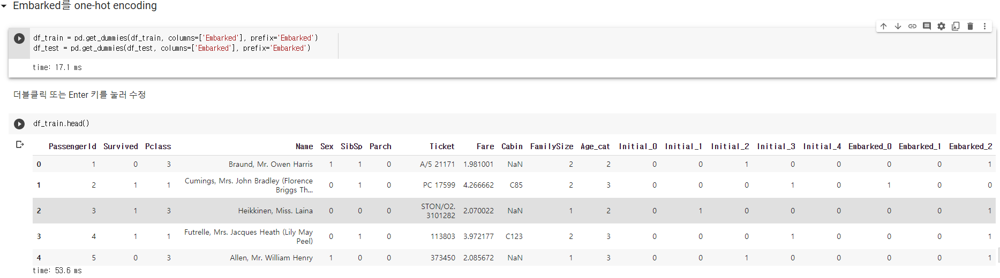 Embarked를 one-hot encoding
df_train = pd.get_dummies(df_train, columns=['Embarked'], prefix='Embarked')
df_test = pd.get_dummies(df_test, columns=['Embarked'], prefix='Embarked')
time: 17.1 ms
더블클릭 또는 Enter 키를 눌러 수정
df_train.head()
PassengerId Survived Pclass Name Sex SibSp Parch Ticket Fare Cabin FamilySize Age_cat Initial_0 Initial_1 Initial_2 Initial_3 Initial_4 Embarked_0 Embarked_1 Embarked_2
0 1 0 3 Braund, Mr. Owen Harris 1 1 0 A/5 21171 1.981001 NaN 2 2 0 0 1 0 0 0 0 1
1 2 1 1 Cumings, Mrs. John Bradley (Florence
Briggs Th... 0 1 0 PC 17599 4.266662 C85 2 3 0 0 0 1 0 1 0 0
2 3 1 3 Heikkinen, Miss. Laina 0 0 0 STON/O2.
3101282 2.070022 NaN 1 2 0 1 0 0 0 0 0 1
3 4 1 1 Futrelle, Mrs. Jacques Heath (Lily May
Peel) 0 1 0 113803 3.972177 C123 2 3 0 0 0 1 0 0 0 1
4 5 0 3 Allen, Mr. William Henry 1 0 0 373450 2.085672 NaN 1 3 0 0 1 0 0 0 0 1
time: 53.6 ms